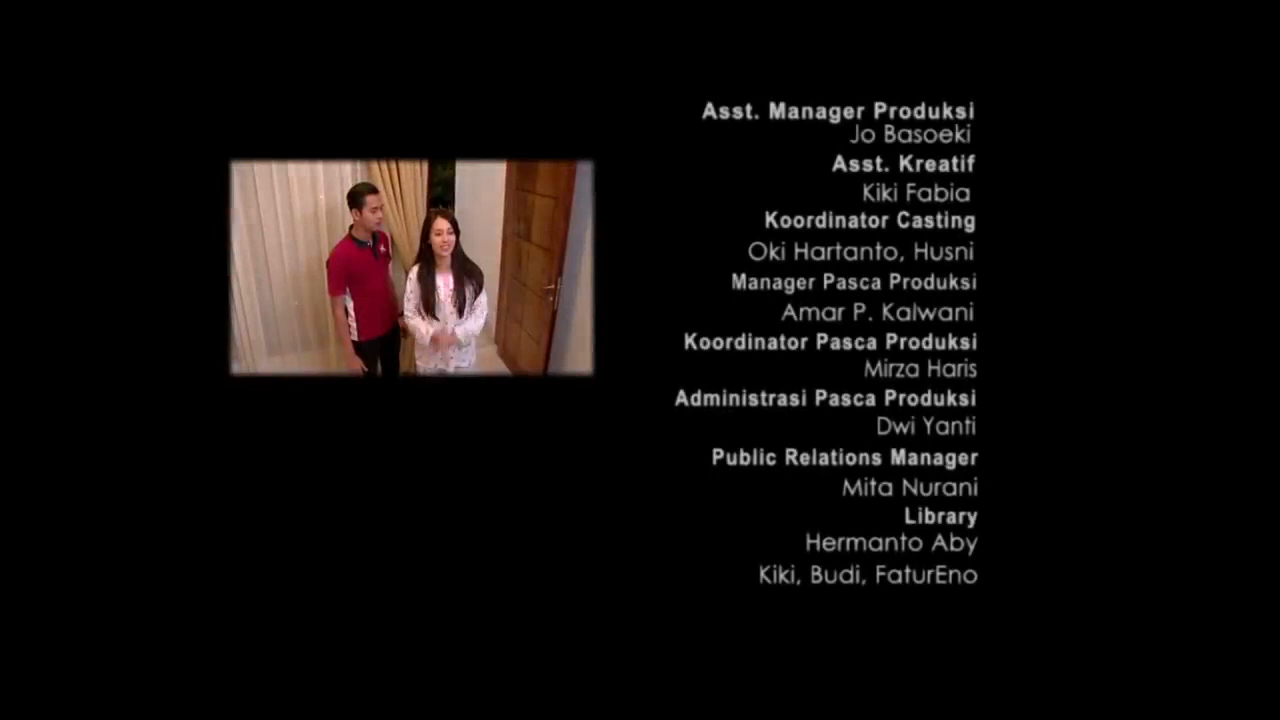 Asst. Manager Produksi
Jo Basoeki
Asst. Kreatif
Kiki Fabia
Koordinator Casting
Oki Hartanto, Husni
Manager Pasca Produksi
Amar P. Kalwani
Koordinator Pasca Produksi
Mirza Haris
Administrasi Pasca Produksi
Dwi Yanti
Public Relations Manager
Mita Nurani
Library
Hermanto Aby
Kiki, Budi, FaturEno